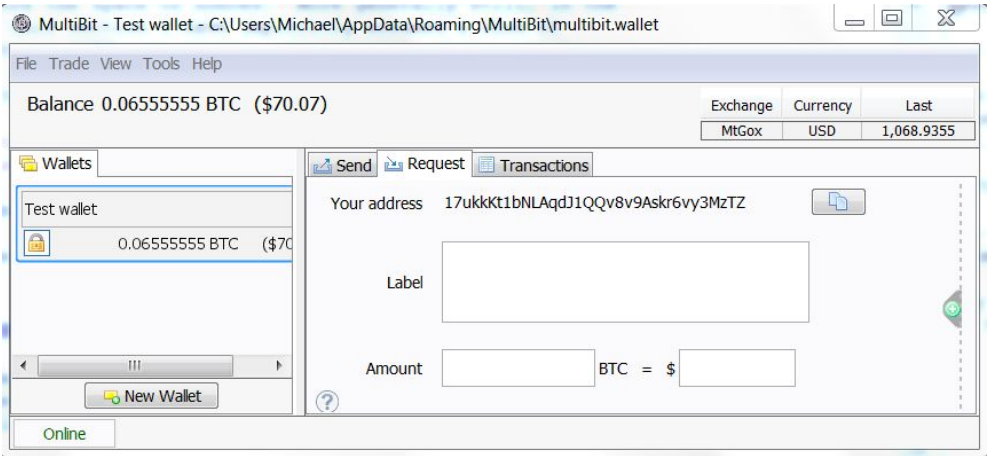 MultiBit - Test wallet - C:\Users\Michael\AppData\Roaming\MultiBit\multibit.wallet
File Trade View Tools Help
Balance 0.06555555 BTC ($70.07)
Exchange Currency Last
MtGox USD 1,068.9355
Wallets
Test wallet
0.06555555 BTC ($70
New Wallet
Send Request Transactions
Your address 17ukkKt1bNLAqdJ1QQv8v9Askr6vy3MzTZ
Label
Amount BTC = $
?
Online